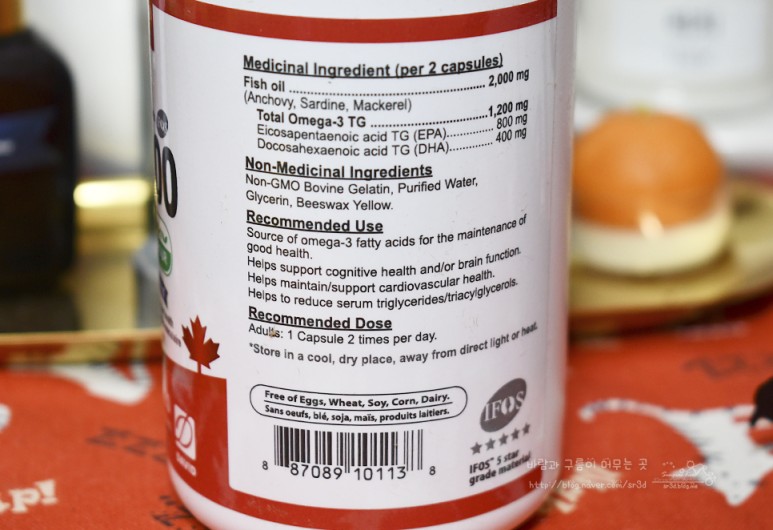 Medicinal Ingredient (per 2 capsules)
Fish oil ........................................................ 2,000 mg
(Anchovy, Sardine, Mackerel)
Total Omega-3 TG ............................1,200 mg
Eicosapentaenoic acid TG (EPA)............. 800 mg
Docosahexaenoic acid TG (DHA)............ 400 mg
Non-Medicinal Ingredients
Non-GMO Bovine Gelatin, Purified Water,
Glycerin, Beeswax Yellow.
Recommended Use
Source of omega-3 fatty acids for the maintenance of
good health.
Helps support cognitive health and/or brain function.
Helps maintain/support cardiovascular health.
Helps to reduce serum triglycerides/triacylglycerols.
Recommended Dose
Adults: 1 Capsule 2 times per day.
*Store in a cool, dry place, away from direct light or heat.
Free of Eggs, Wheat, Soy, Corn, Dairy.
Sans oeufs, blé, soja, maïs, produits laitiers.
8 87089 10113 8
IFOS
IFOS™ 5 star
grade material
바람과 구름이 머무는 곳
http://blog.naver.com/sr3d